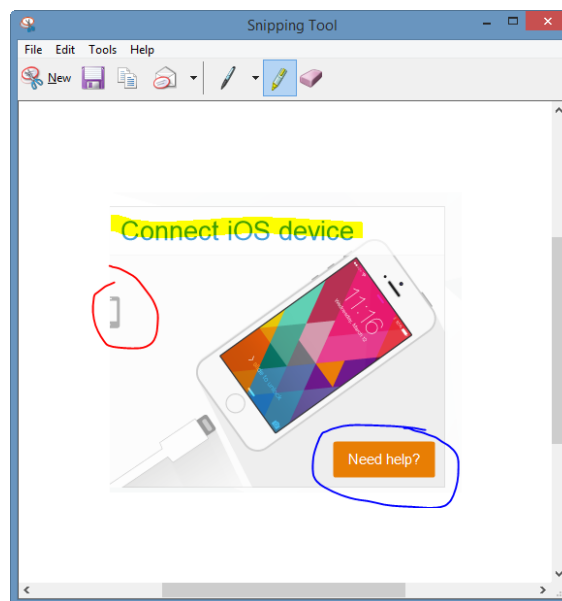 Snipping Tool
File Edit Tools Help
New
Connect iOS device
11:16
Need help?